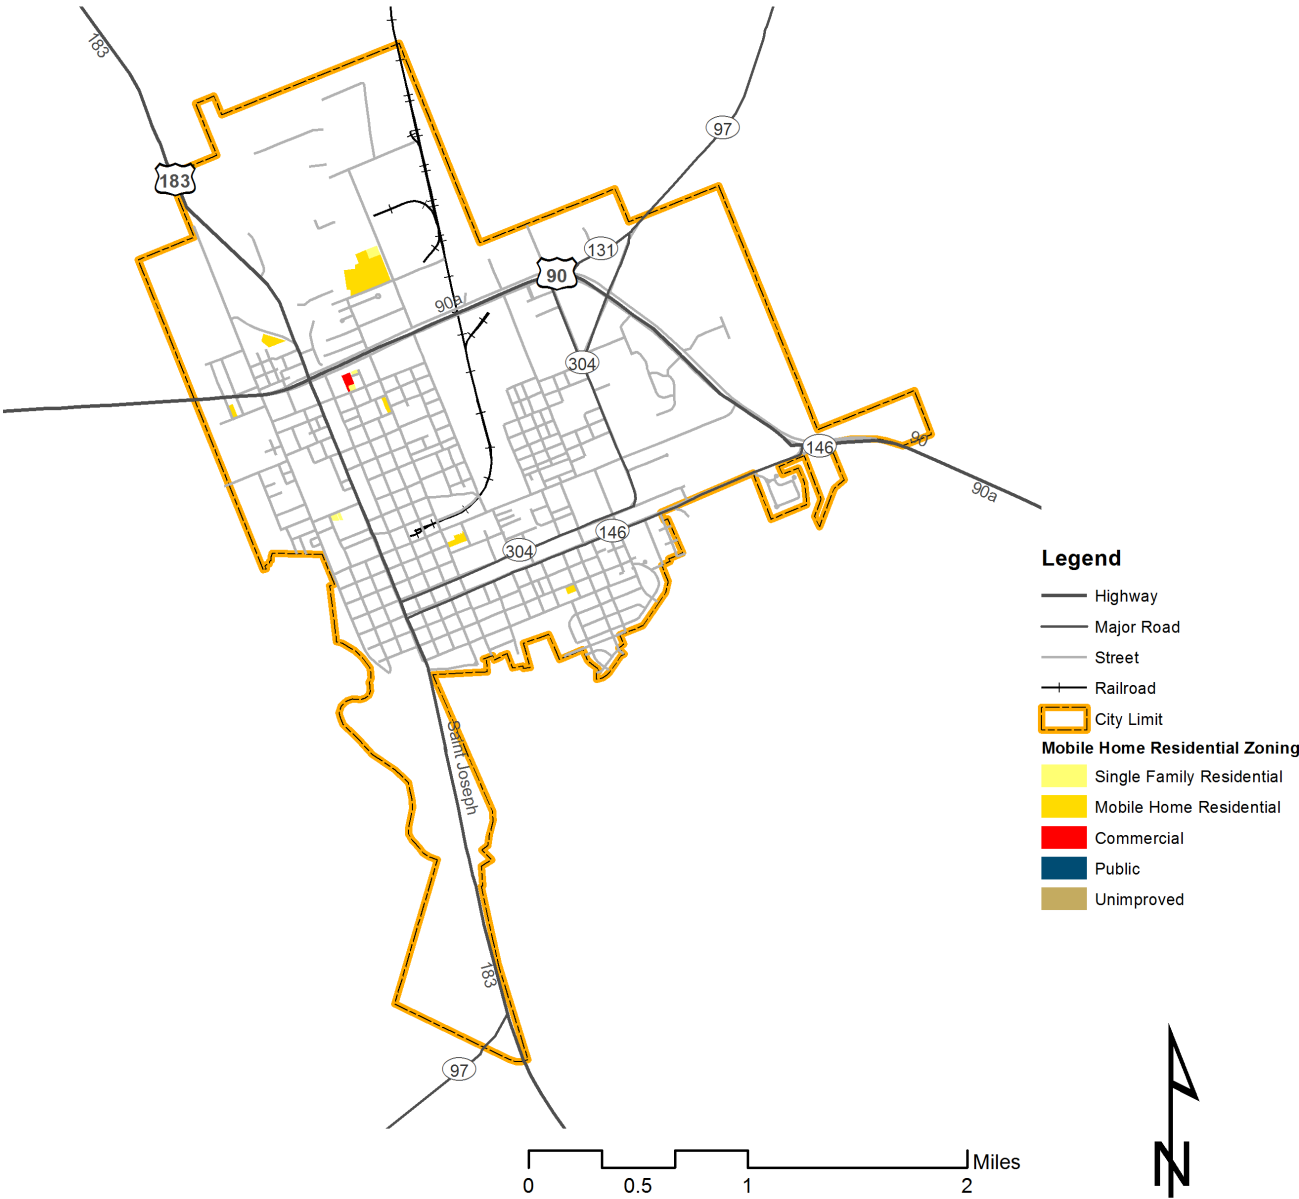 183
97
183
131
90
90a
304
146
90
90a
304
146
Saint Joseph
183
97
Legend
Highway
Major Road
Street
Railroad
City Limit
Mobile Home Residential Zoning
Single Family Residential
Mobile Home Residential
Commercial
Public
Unimproved
N
Miles
0 0.5 1 2